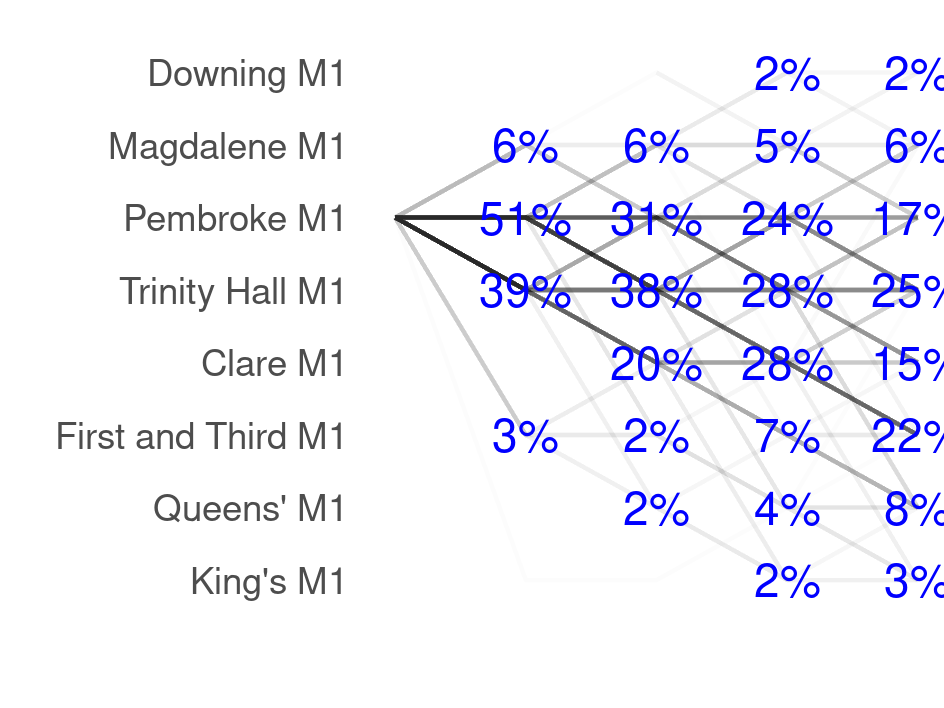 Downing M1 2% 2%
Magdalene M1 6% 6% 5% 6%
Pembroke M1 51% 31% 24% 17%
Trinity Hall M1 39% 38% 28% 25%
Clare M1 20% 28% 15%
First and Third M1 3% 2% 7% 22%
Queens' M1 2% 4% 8%
King's M1 2% 3%